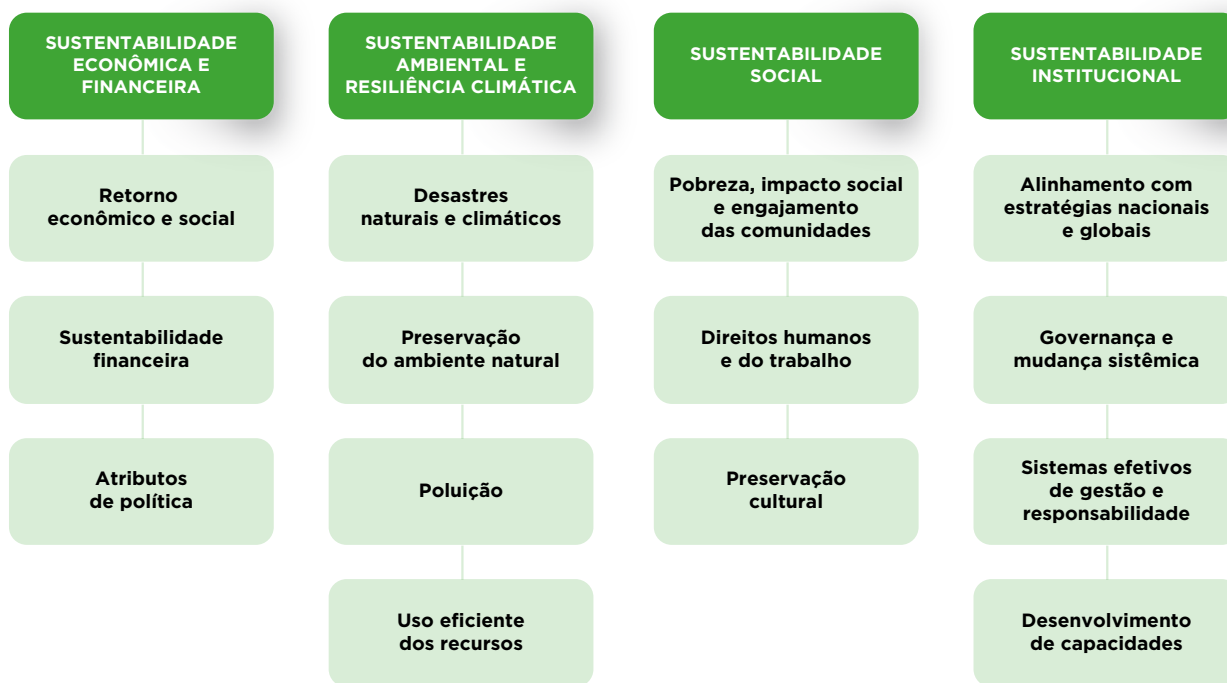 SUSTENTABILIDADE
ECONÔMICA E
FINANCEIRA
Retorno
econômico e social
Sustentabilidade
financeira
Atributos
de política
SUSTENTABILIDADE
AMBIENTAL E
RESILIÊNCIA CLIMÁTICA
Desastres
naturais e climáticos
Preservação
do ambiente natural
Poluição
Uso eficiente
dos recursos
SUSTENTABILIDADE
SOCIAL
Pobreza, impacto social
e engajamento
das comunidades
Direitos humanos
e do trabalho
Preservação
cultural
SUSTENTABILIDADE
INSTITUCIONAL
Alinhamento com
estratégias nacionais
e globais
Governança e
mudança sistêmica
Sistemas efetivos
de gestão e
responsabilidade
Desenvolvimento
de capacidades